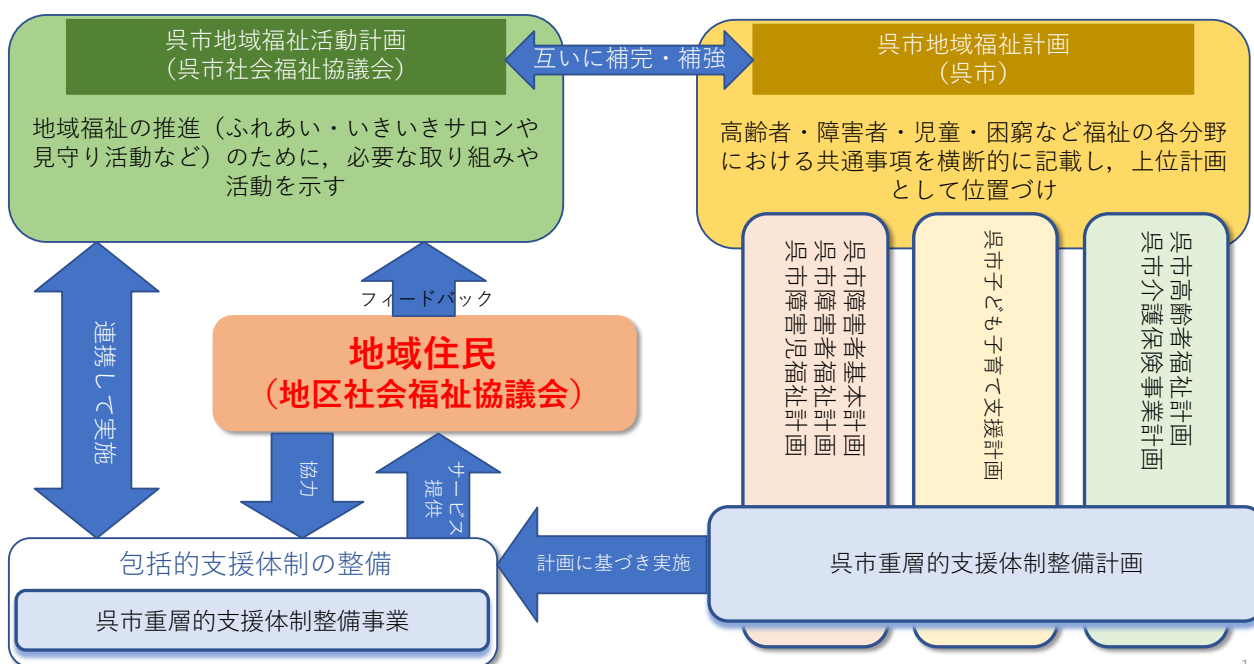 呉市地域福祉活動計画
(呉市社会福祉協議会)
地域福祉の推進（ふれあい・いきいきサロンや
見守り活動など）のために，必要な取り組みや
活動を示す
互いに補完・補強
呉市地域福祉計画
(呉市)
高齢者・障害者・児童・困窮など福祉の各分野
における共通事項を横断的に記載し，上位計画
として位置づけ
呉市障害者基本計画
呉市障害者福祉計画
呉市障害児福祉計画
呉市子ども子育て支援計画
呉市高齢者福祉計画
呉市介護保険事業計画
フィードバック
地域住民
（地区社会福祉協議会）
連携して実施
協力
サービス
提供
包括的支援体制の整備
呉市重層的支援体制整備事業
計画に基づき実施
呉市重層的支援体制整備計画
1